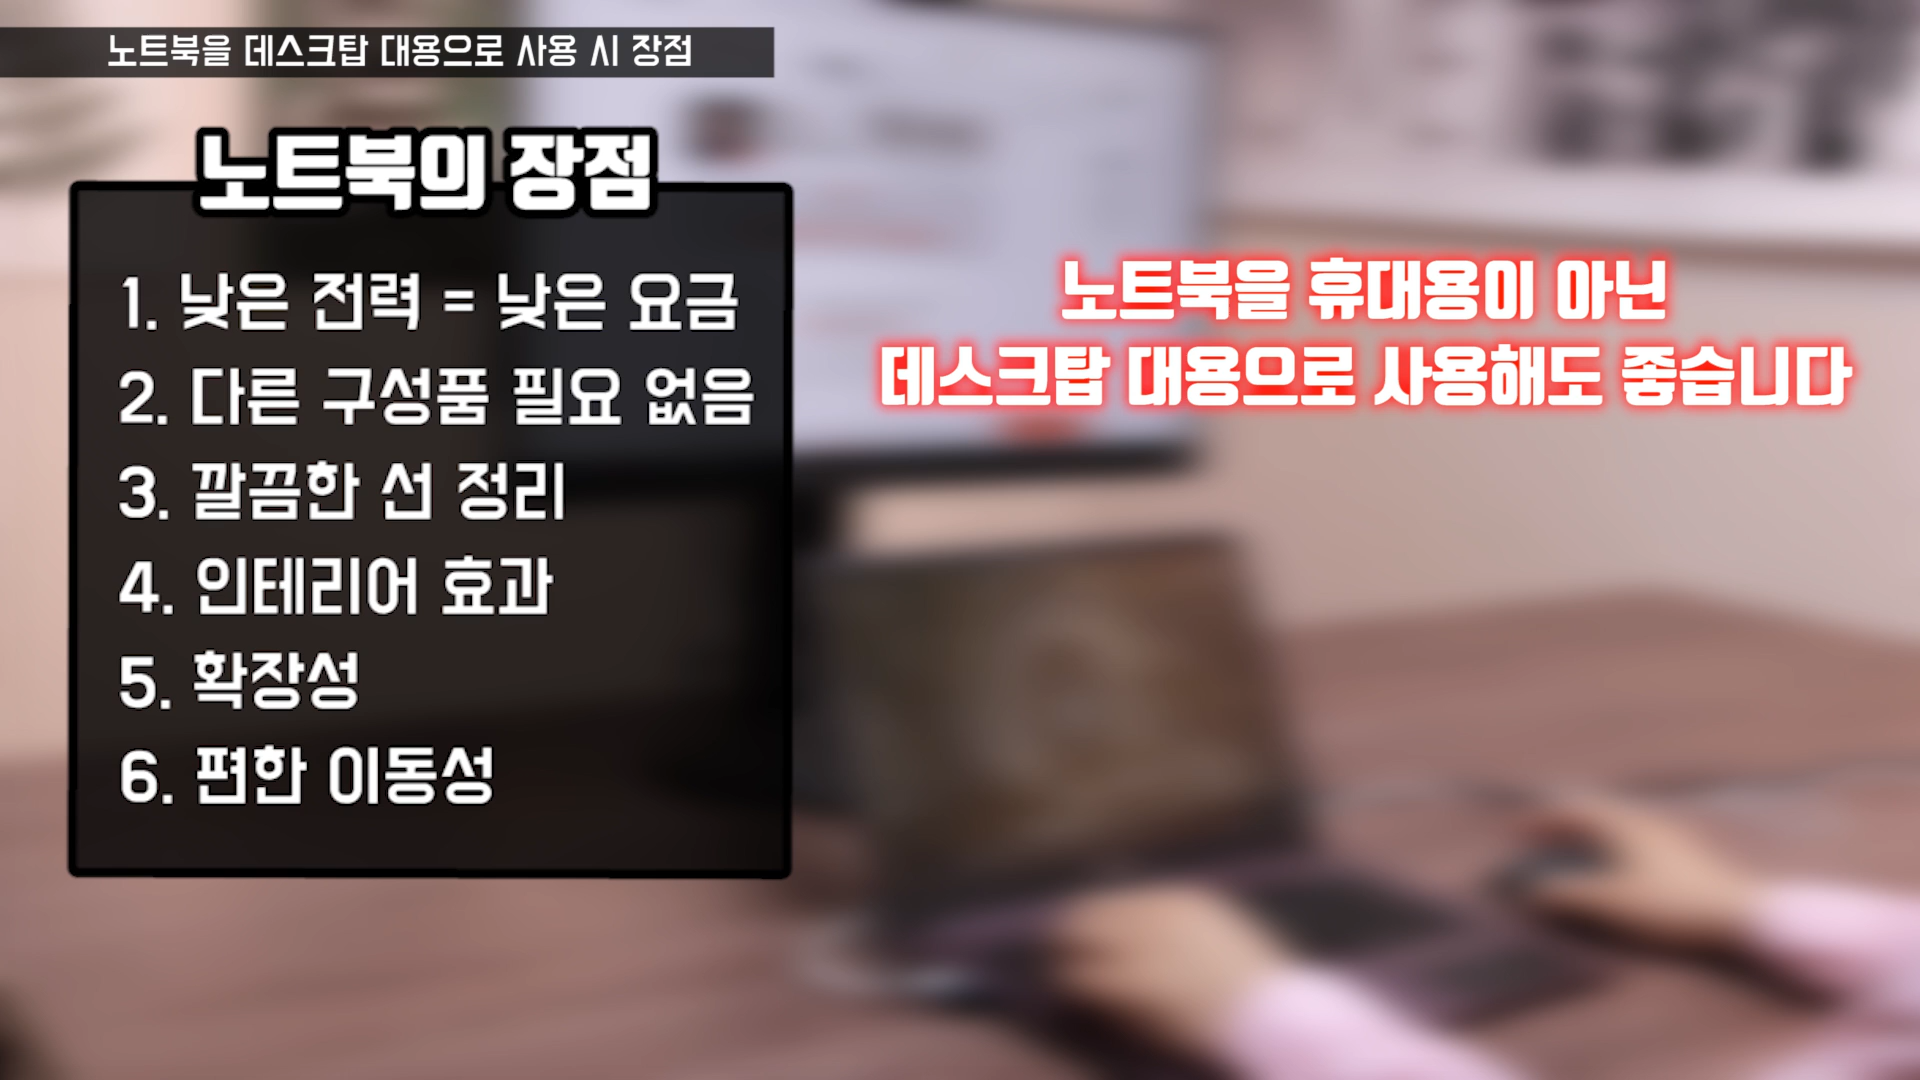 노트북을 데스크탑 대용으로 사용 시 장점
노트북의 장점
1. 낮은 전력 = 낮은 요금
2. 다른 구성품 필요 없음
3. 깔끔한 선 정리
4. 인테리어 효과
5. 확장성
6. 편한 이동성
노트북을 휴대용이 아닌
데스크탑 대용으로 사용해도 좋습니다